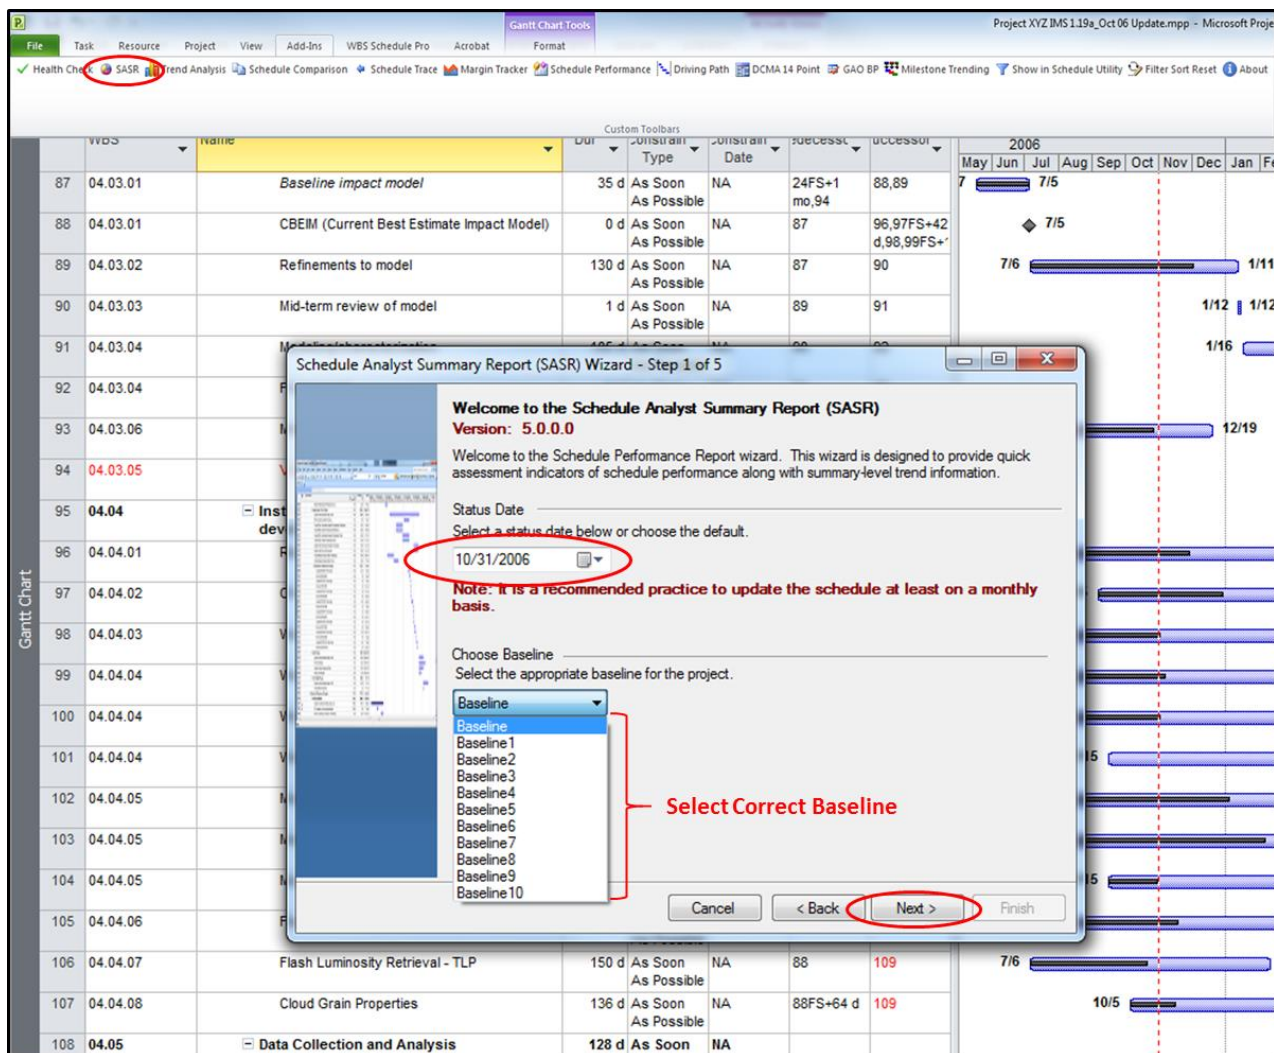 Gantt Chart Tools
Project XYZ IMS 1.19a_Oct 06 Update.mpp - Microsoft Proje
File Task Resource Project View Add-Ins WBS Schedule Pro Acrobat Format
Health Check SASR Trend Analysis Schedule Comparison Schedule Trace Margin Tracker Schedule Performance Driving Path DCMA 14 Point GAO BP Milestone Trending Show in Schedule Utility Filter Sort Reset About
Custom Toolbars
WBS Name Dur Constrain Type Constrain Date
2006
May Jun Jul Aug Sep Oct Nov Dec Jan Fe
87 04.03.01 Baseline impact model 35 d As Soon As Possible NA 24FS+1 mo,94 88,89 7 7/5
88 04.03.01 CBEIM (Current Best Estimate Impact Model) 0 d As Soon As Possible NA 87 96,97FS+42 d,98,99FS+ 7/5
89 04.03.02 Refinements to model 130 d As Soon As Possible NA 87 90 7/6 1/11
90 04.03.03 Mid-term review of model 1 d As Soon As Possible NA 89 91 1/12 1/12
91 04.03.04 1/16
92 04.03.04 F
93 04.03.06 M 12/19
94 04.03.05 V
95 04.04 Inst
dev
96 04.04.01 R
97 04.04.02 C
98 04.04.03 V
99 04.04.04 V
100 04.04.04 V
101 04.04.04 V 15
102 04.04.05 M
103 04.04.05 M
104 04.04.05 M 15
105 04.04.06 F
106 04.04.07 Flash Luminosity Retrieval - TLP 150 d As Soon As Possible NA 88 109 7/6
107 04.04.08 Cloud Grain Properties 136 d As Soon As Possible NA 88FS+64 d 109 10/5
108 04.05 Data Collection and Analysis 128 d As Soon NA
Gantt Chart
Schedule Analyst Summary Report (SASR) Wizard - Step 1 of 5
Welcome to the Schedule Analyst Summary Report (SASR)
Version: 5.0.0.0
Welcome to the Schedule Performance Report wizard. This wizard is designed to provide quick
assessment indicators of schedule performance along with summary-level trend information.
Status Date
Select a status date below or choose the default.
10/31/2006
Note: It is a recommended practice to update the schedule at least on a monthly
basis.
Choose Baseline
Select the appropriate baseline for the project.
Baseline
Baseline
Baseline1
Baseline2
Baseline3
Baseline4
Baseline5
Baseline6
Baseline7
Baseline8
Baseline9
Baseline10
Select Correct Baseline
Cancel < Back Next > Finish